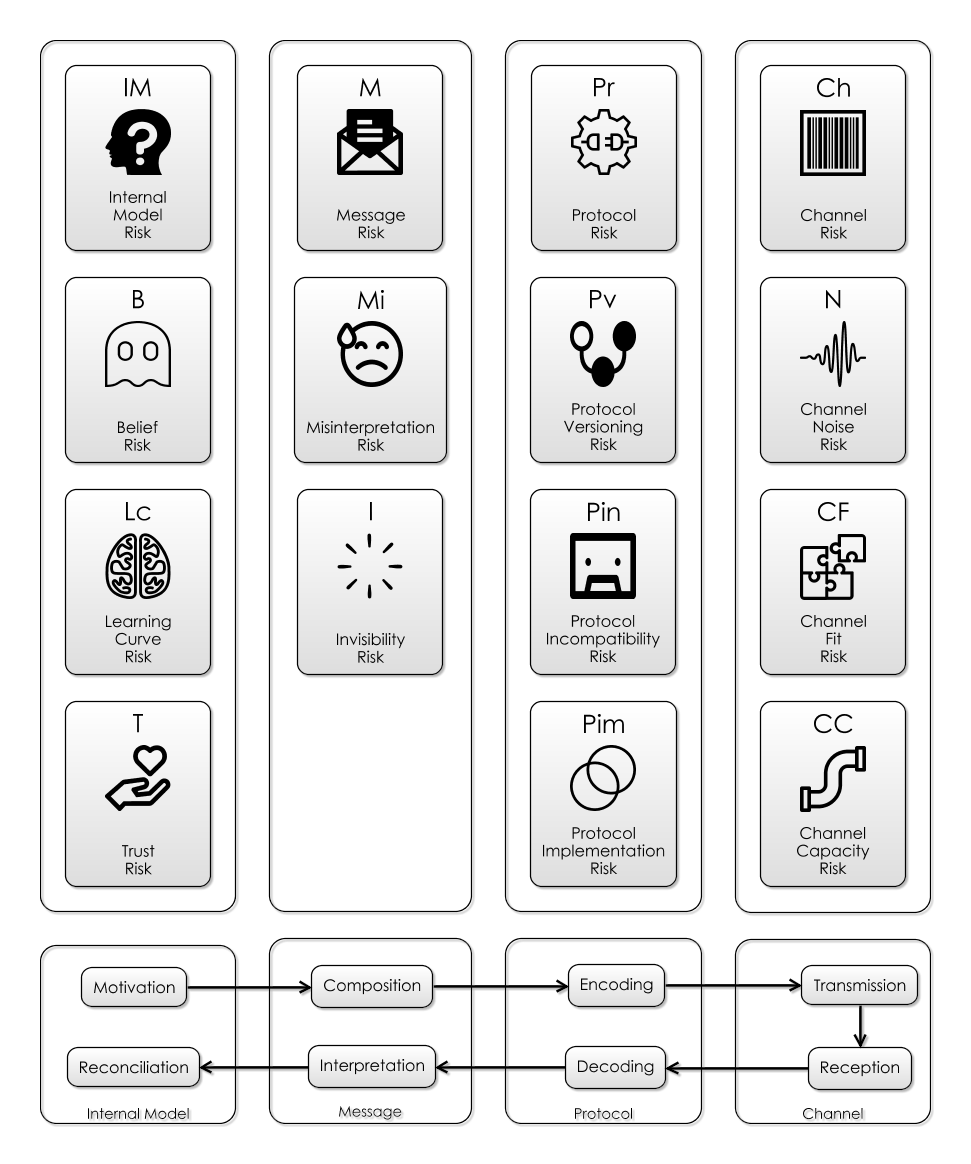 IM
Internal
Model
Risk
B
Belief
Risk
Lc
Learning
Curve
Risk
T
Trust
Risk
M
Message
Risk
Mi
Misinterpretation
Risk
I
Invisibility
Risk
Pr
Protocol
Risk
Pv
Protocol
Versioning
Risk
Pin
Protocol
Incompatibility
Risk
Pim
Protocol
Implementation
Risk
Ch
Channel
Risk
N
Channel
Noise
Risk
CF
Channel
Fit
Risk
CC
Channel
Capacity
Risk
Motivation
Composition
Encoding
Transmission
Reconciliation
Interpretation
Decoding
Reception
Internal Model
Message
Protocol
Channel